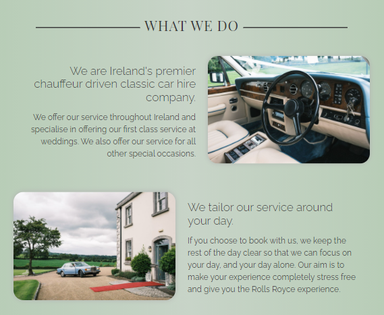 WHAT WE DO
We are Ireland's premier
chauffeur driven classic car hire
company.
We offer our service throughout Ireland and
specialise in offering our first class service at
weddings. We also offer our service for all
other special occasions.
We tailor our service around
your day.
If you choose to book with us, we keep the
rest of the day clear so that we can focus on
your day, and your day alone. Our aim is to
make your experience completely stress free
and give you the Rolls Royce experience.